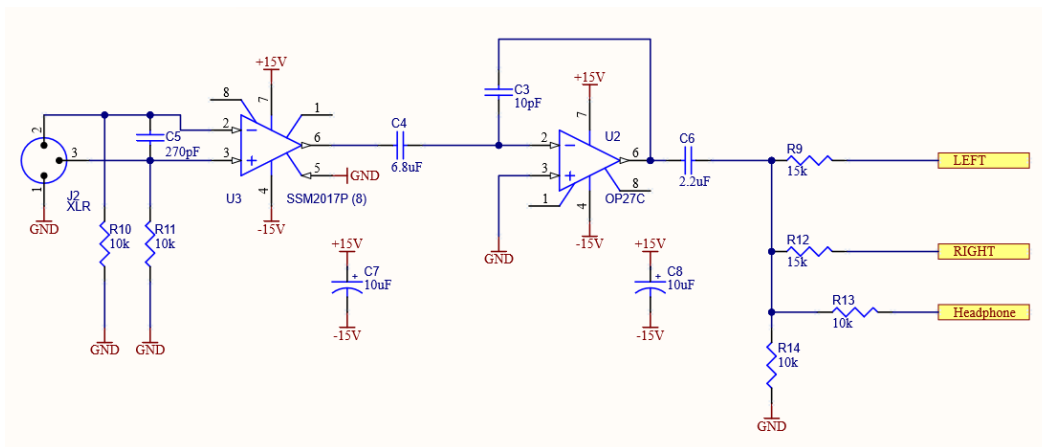 +15V
8
7
1
2
3
6
4
5
GND
U3
SSM2017P (8)
-15V
2
3
1
J2
XLR
GND
C5
270pF
R10
10k
R11
10k
GND
GND
C4
6.8uF
+15V
C7
10uF
-15V
C3
10pF
+15V
7
U2
2
3
6
8
1
4
OP27C
-15V
GND
+15V
C8
10uF
-15V
C6
2.2uF
R9
15k
LEFT
R12
15k
RIGHT
R13
10k
Headphone
R14
10k
GND